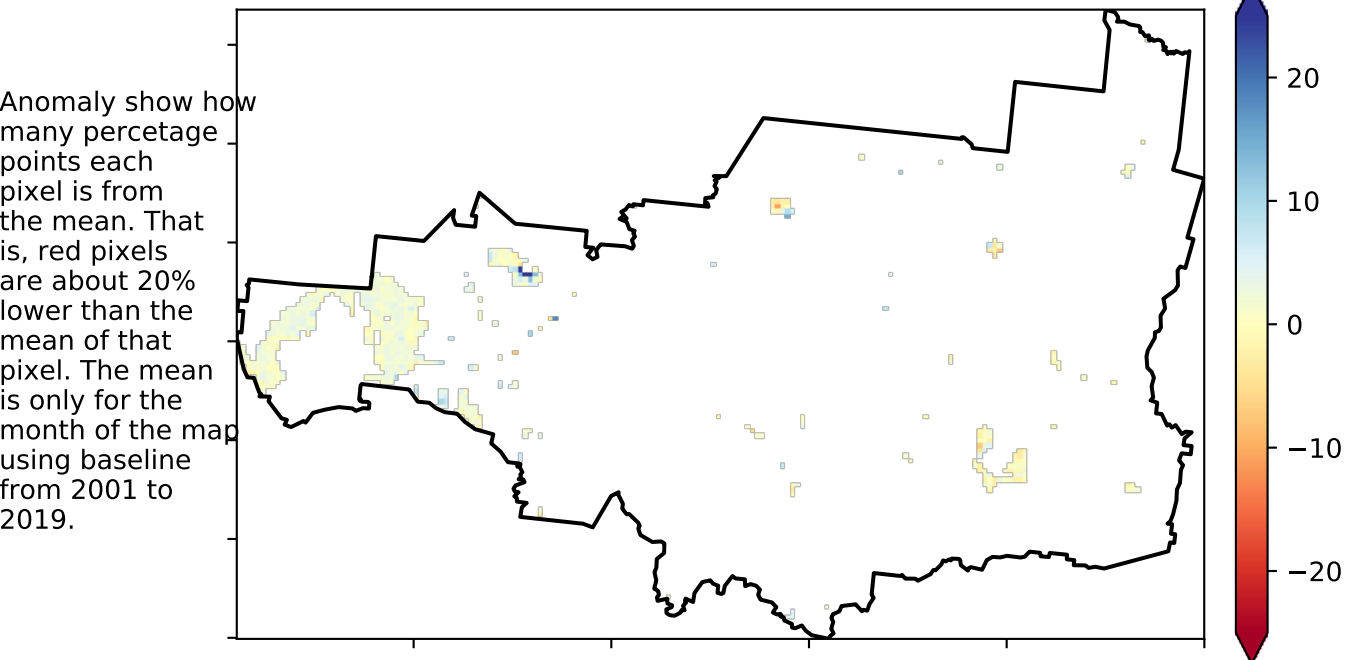 Anomaly show how
many percetage
points each
pixel is from
the mean. That
is, red pixels
are about 20%
lower than the
mean of that
pixel. The mean
is only for the
month of the map
using baseline
from 2001 to
2019.
20
10
0
−10
−20